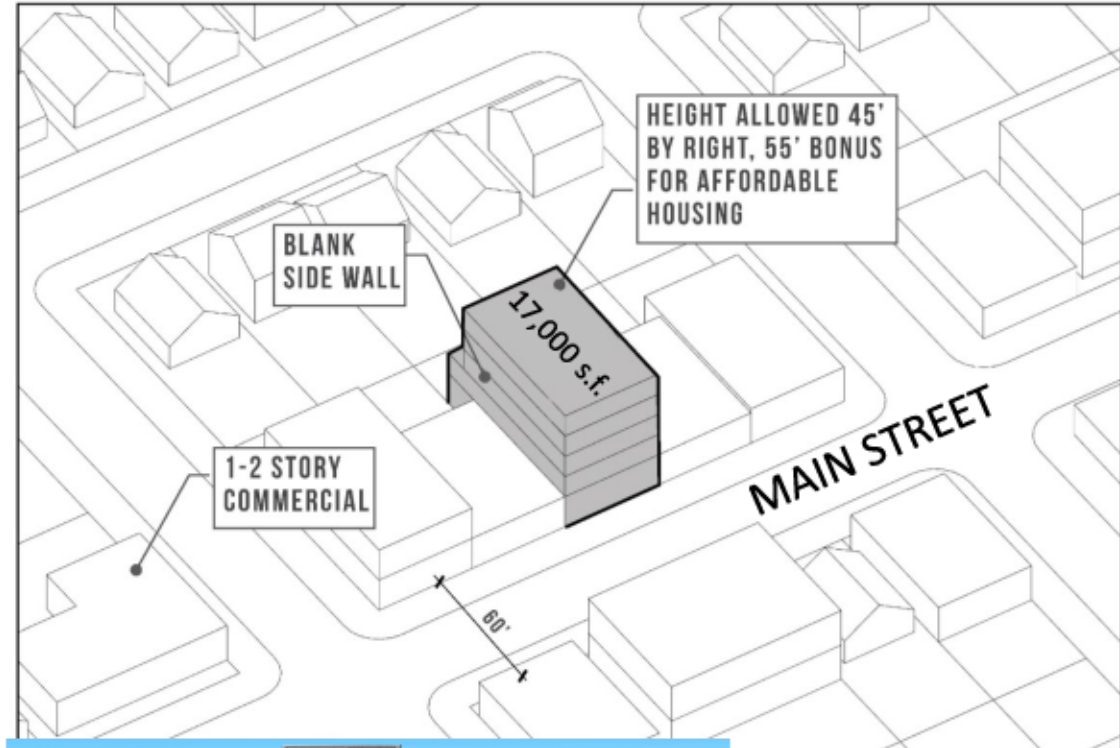 HEIGHT ALLOWED 45'
BY RIGHT, 55' BONUS
FOR AFFORDABLE
HOUSING
BLANK
SIDE WALL
17,000 s.f.
MAIN STREET
1-2 STORY
COMMERCIAL
60'